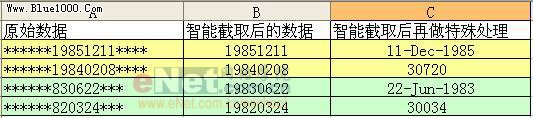 www.Blue1000.Com
A B C
原始数据 智能截取后的数据 智能截取后再做特殊处理
******19851211**** 19851211 11-Dec-1985
******19840208**** 19840208 30720
******830622*** 19830622 22-Jun-1983
******820324*** 19820324 30034
eNet
www.eNet.com.cn